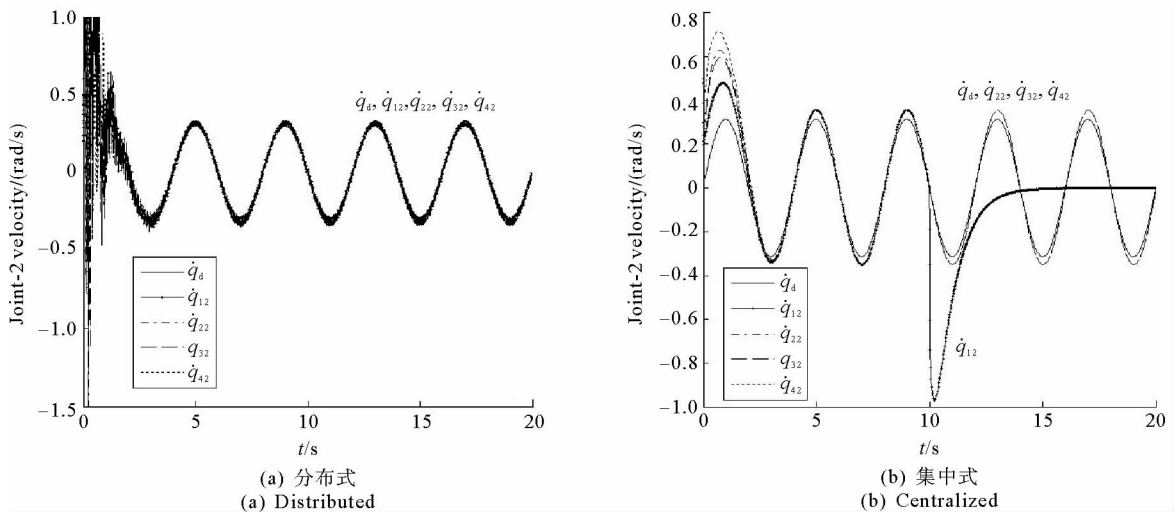 Joint-2 velocity/(rad/s)
1.0
0.5
0
−0.5
−1.0
−1.5
q̇d, q̇12, q̇22, q̇32, q̇42
q̇d
q̇12
q̇22
q32
q̇42
0
5
10
15
20
t/s
(a) 分布式
(a) Distributed
Joint-2 velocity/(rad/s)
0.8
0.6
0.4
0.2
0
−0.2
−0.4
−0.6
−0.8
−1.0
q̇d, q̇22, q̇32, q̇42
q̇12
q̇d
q̇12
q̇22
q32
q̇42
0
5
10
15
20
t/s
(b) 集中式
(b) Centralized